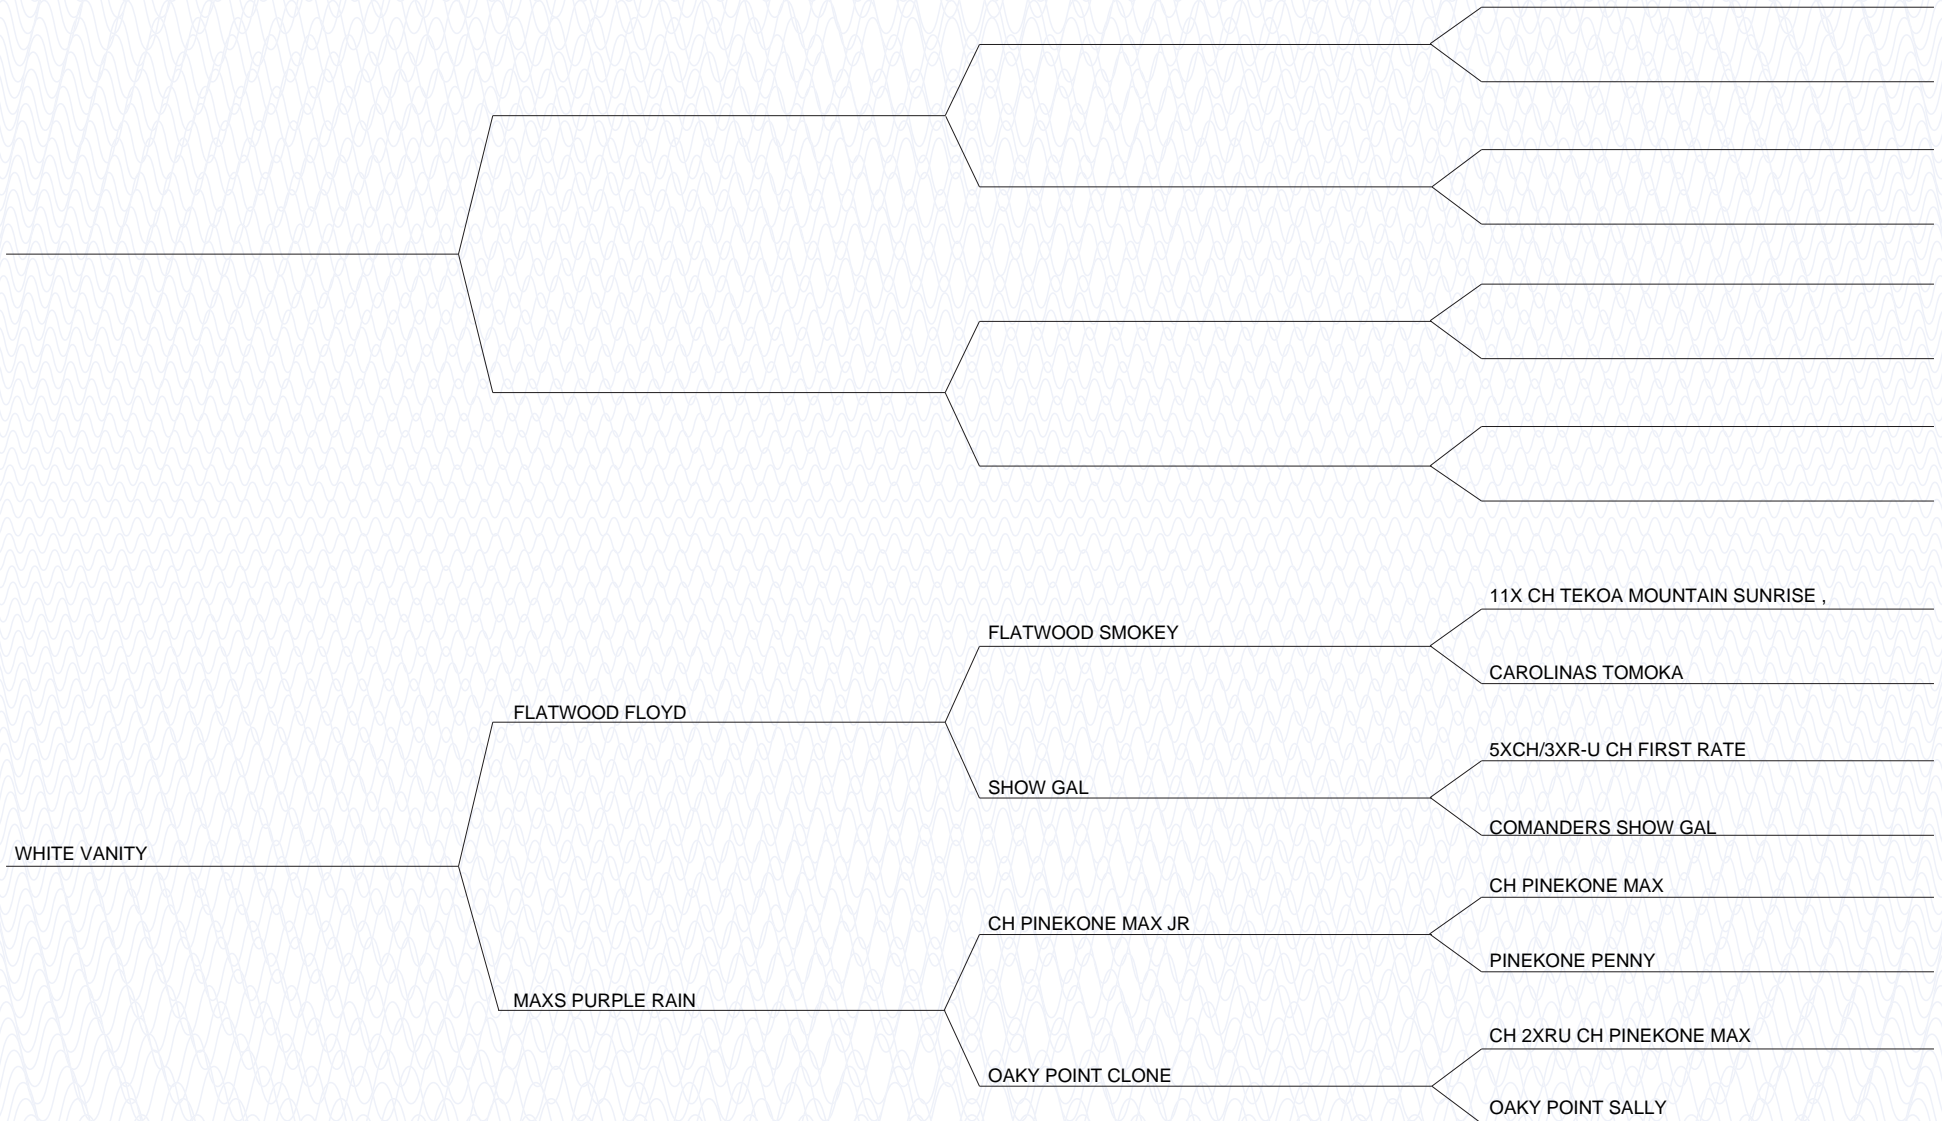 11X CH TEKOA MOUNTAIN SUNRISE ,
FLATWOOD SMOKEY
CAROLINAS TOMOKA
FLATWOOD FLOYD
5XCH/3XR-U CH FIRST RATE
SHOW GAL
COMANDERS SHOW GAL
WHITE VANITY
CH PINEKONE MAX
CH PINEKONE MAX JR
PINEKONE PENNY
MAXS PURPLE RAIN
CH 2XRU CH PINEKONE MAX
OAKY POINT CLONE
OAKY POINT SALLY